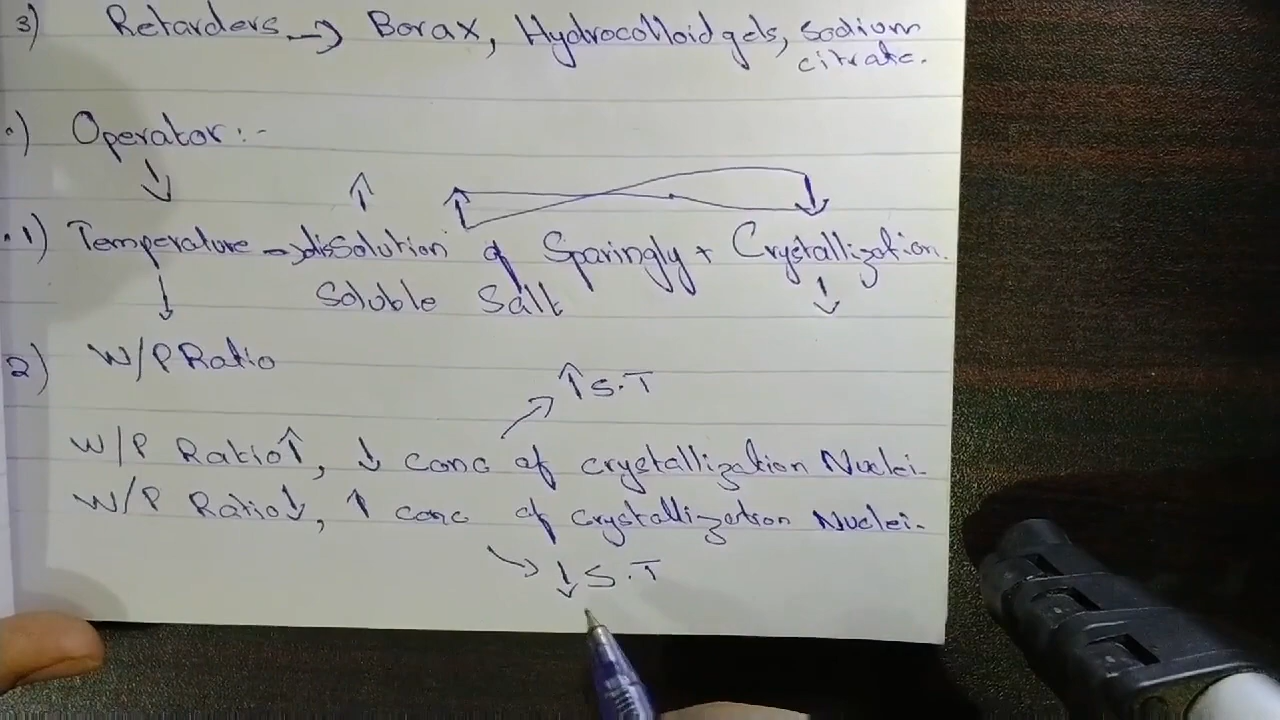 3) Retarders → Borax, Hydrocolloid gels, Sodium
citrate.
•) Operator:-
↓ ↑ ↑ ↓
•1) Temperature → dissolution of Sparingly + Crystallization.
↓ Soluble Salt ↓
2) W/P Ratio
↑ S.T
W/P Ratio↑, ↓ conc of crystallization Nuclei.
W/P Ratio↓, ↑ conc of crystallization Nuclei.
↓ S.T